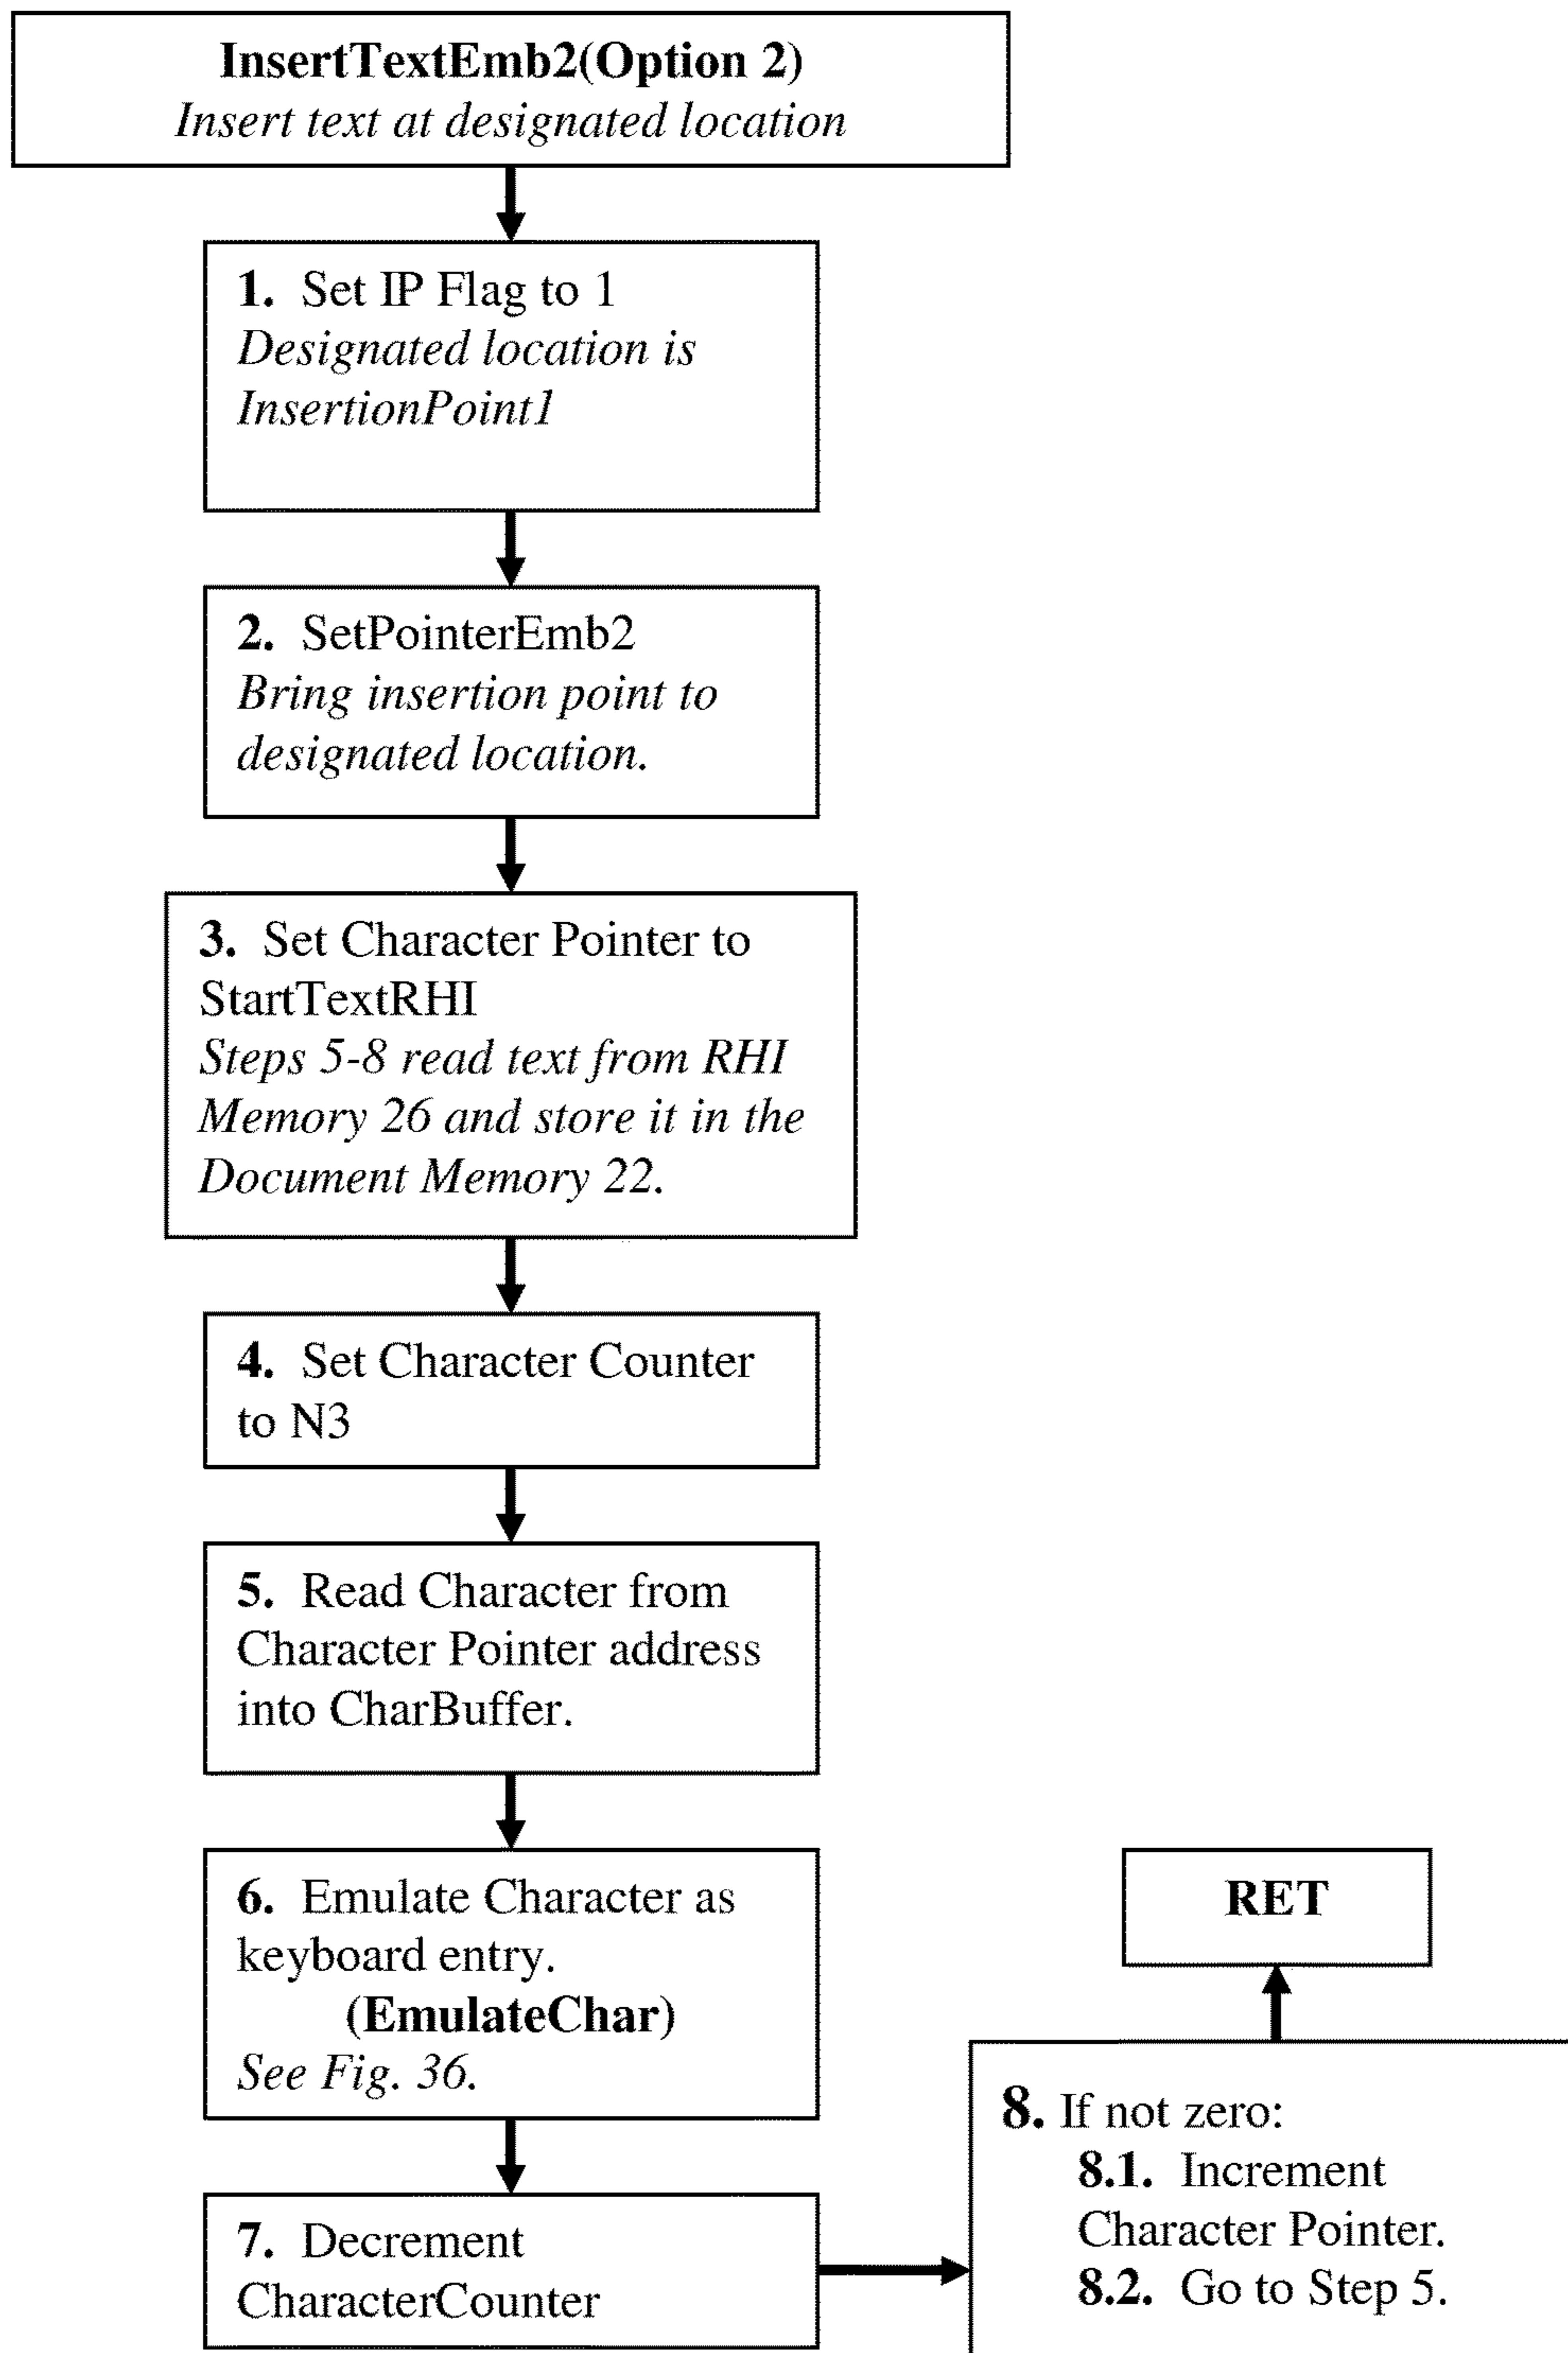 InsertTextEmb2(Option 2)
Insert text at designated location
1. Set IP Flag to 1
Designated location is
InsertionPoint1
2. SetPointerEmb2
Bring insertion point to
designated location.
3. Set Character Pointer to
StartTextRHI
Steps 5-8 read text from RHI
Memory 26 and store it in the
Document Memory 22.
4. Set Character Counter
to N3
5. Read Character from
Character Pointer address
into CharBuffer.
6. Emulate Character as
keyboard entry.
(EmulateChar)
See Fig. 36.
7. Decrement
CharacterCounter
8. If not zero:
8.1. Increment
Character Pointer.
8.2. Go to Step 5.
RET